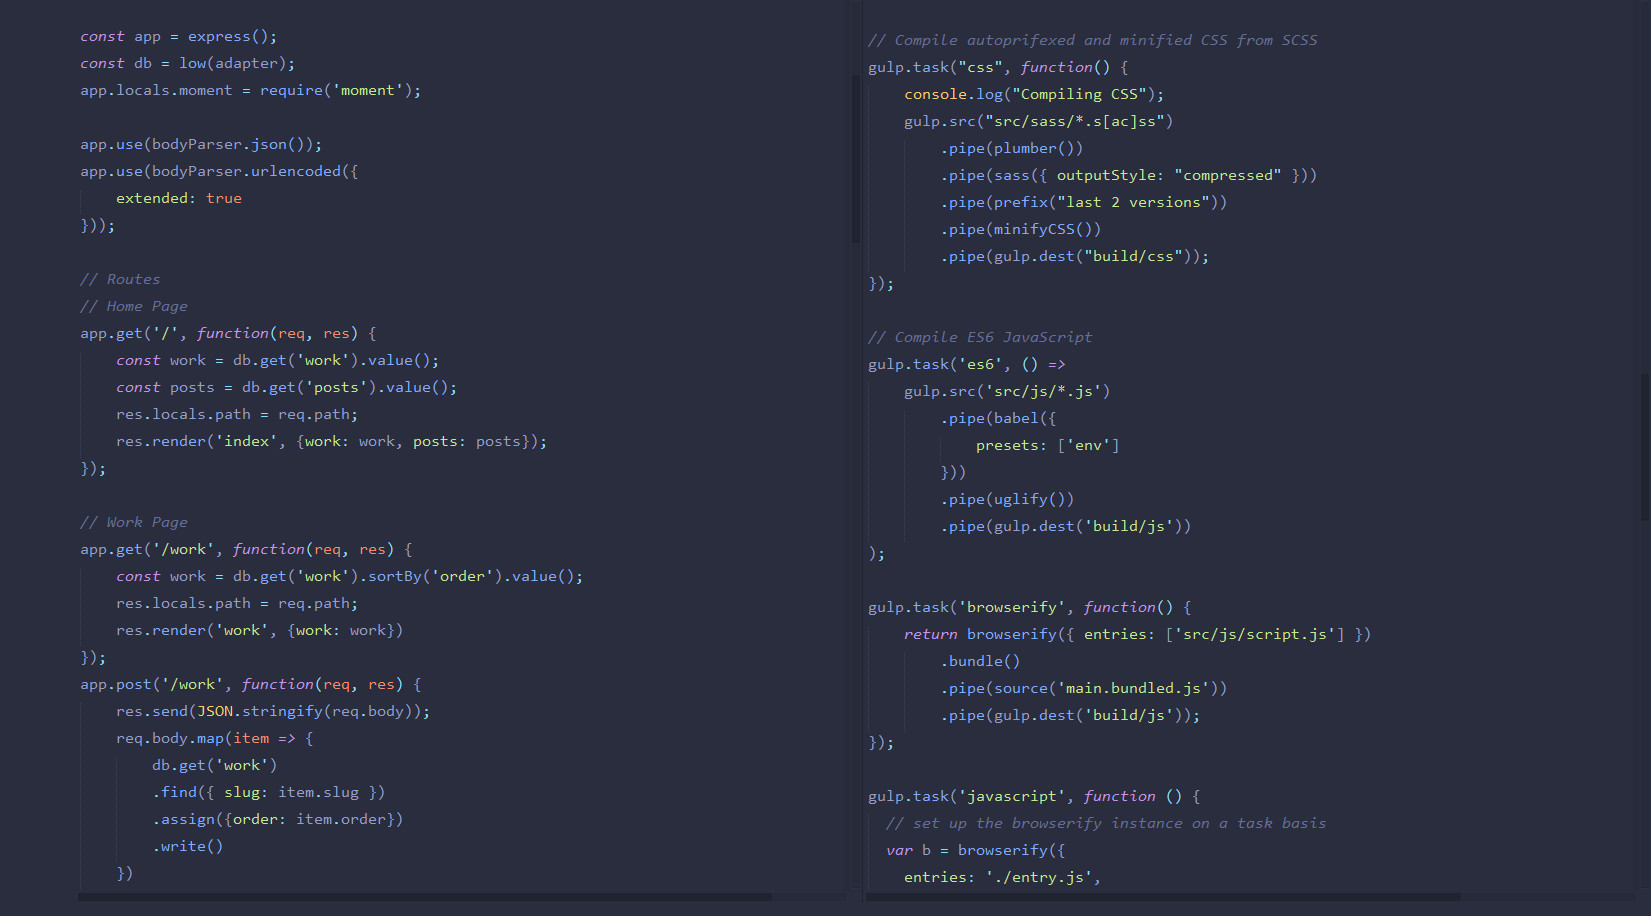 const app = express();
const db = low(adapter);
app.locals.moment = require('moment');

app.use(bodyParser.json());
app.use(bodyParser.urlencoded({
    extended: true
}));

// Routes
// Home Page
app.get('/', function(req, res) {
    const work = db.get('work').value();
    const posts = db.get('posts').value();
    res.locals.path = req.path;
    res.render('index', {work: work, posts: posts});
});

// Work Page
app.get('/work', function(req, res) {
    const work = db.get('work').sortBy('order').value();
    res.locals.path = req.path;
    res.render('work', {work: work})
});
app.post('/work', function(req, res) {
    res.send(JSON.stringify(req.body));
    req.body.map(item => {
        db.get('work')
        .find({ slug: item.slug })
        .assign({order: item.order})
        .write()
    })

// Compile autoprifexed and minified CSS from SCSS
gulp.task("css", function() {
    console.log("Compiling CSS");
    gulp.src("src/sass/*.s[ac]ss")
        .pipe(plumber())
        .pipe(sass({ outputStyle: "compressed" }))
        .pipe(prefix("last 2 versions"))
        .pipe(minifyCSS())
        .pipe(gulp.dest("build/css"));
});

// Compile ES6 JavaScript
gulp.task('es6', () =>
    gulp.src('src/js/*.js')
        .pipe(babel({
            presets: ['env']
        }))
        .pipe(uglify())
        .pipe(gulp.dest('build/js'))
);

gulp.task('browserify', function() {
    return browserify({ entries: ['src/js/script.js'] })
        .bundle()
        .pipe(source('main.bundled.js'))
        .pipe(gulp.dest('build/js'));
});

gulp.task('javascript', function () {
  // set up the browserify instance on a task basis
  var b = browserify({
    entries: './entry.js',